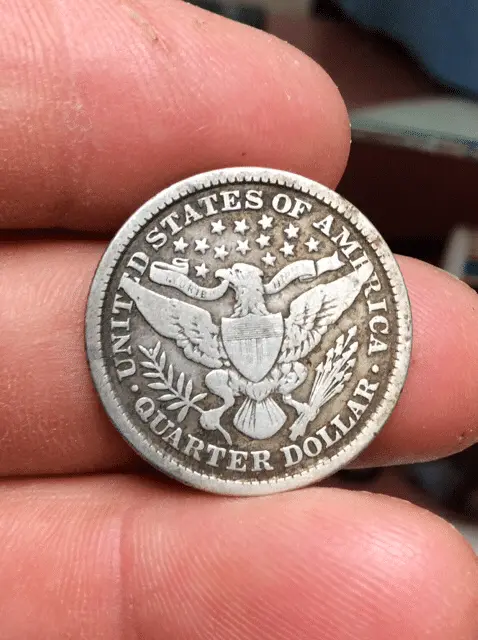 UNITED STATES OF AMERICA
· QUARTER DOLLAR ·